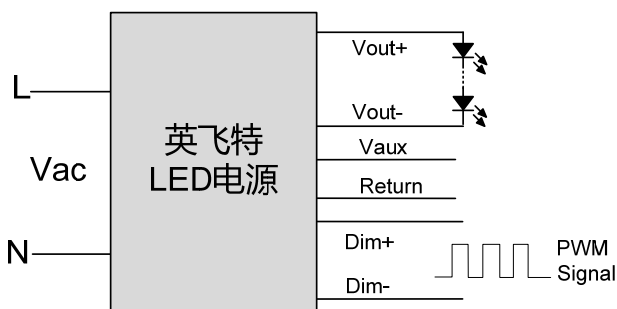 L
Vac
N
英飞特
LED电源
Vout+
Vout-
Vaux
Return
Dim+
Dim-
PWM
Signal